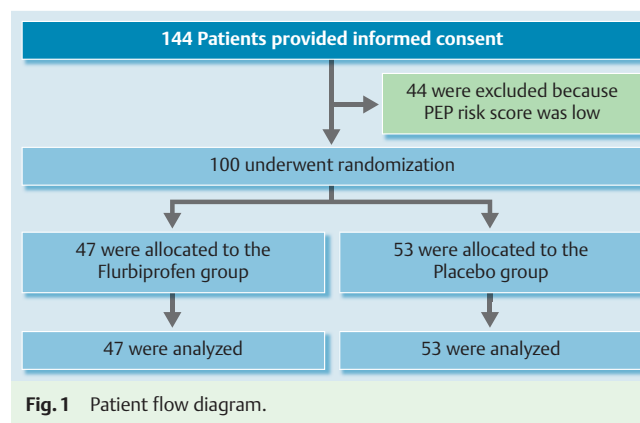 144 Patients provided informed consent
44 were excluded because
PEP risk score was low
100 underwent randomization
47 were allocated to the
Flurbiprofen group
53 were allocated to the
Placebo group
47 were analyzed
53 were analyzed
Fig. 1 Patient flow diagram.